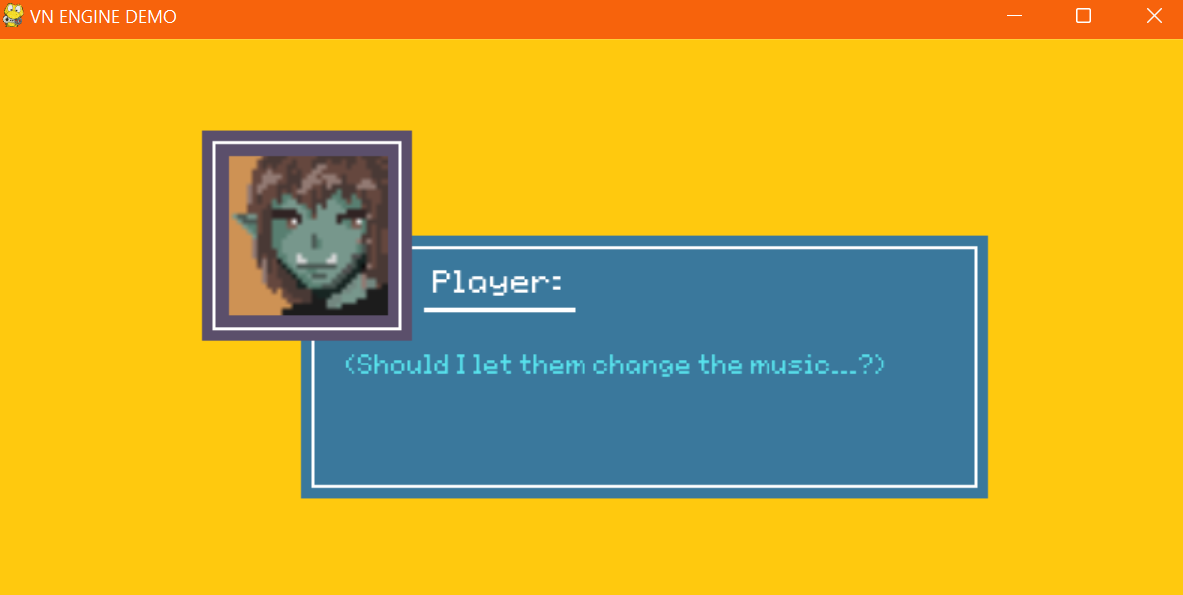 VN ENGINE DEMO
Player:
(Should I let them change the music...?)